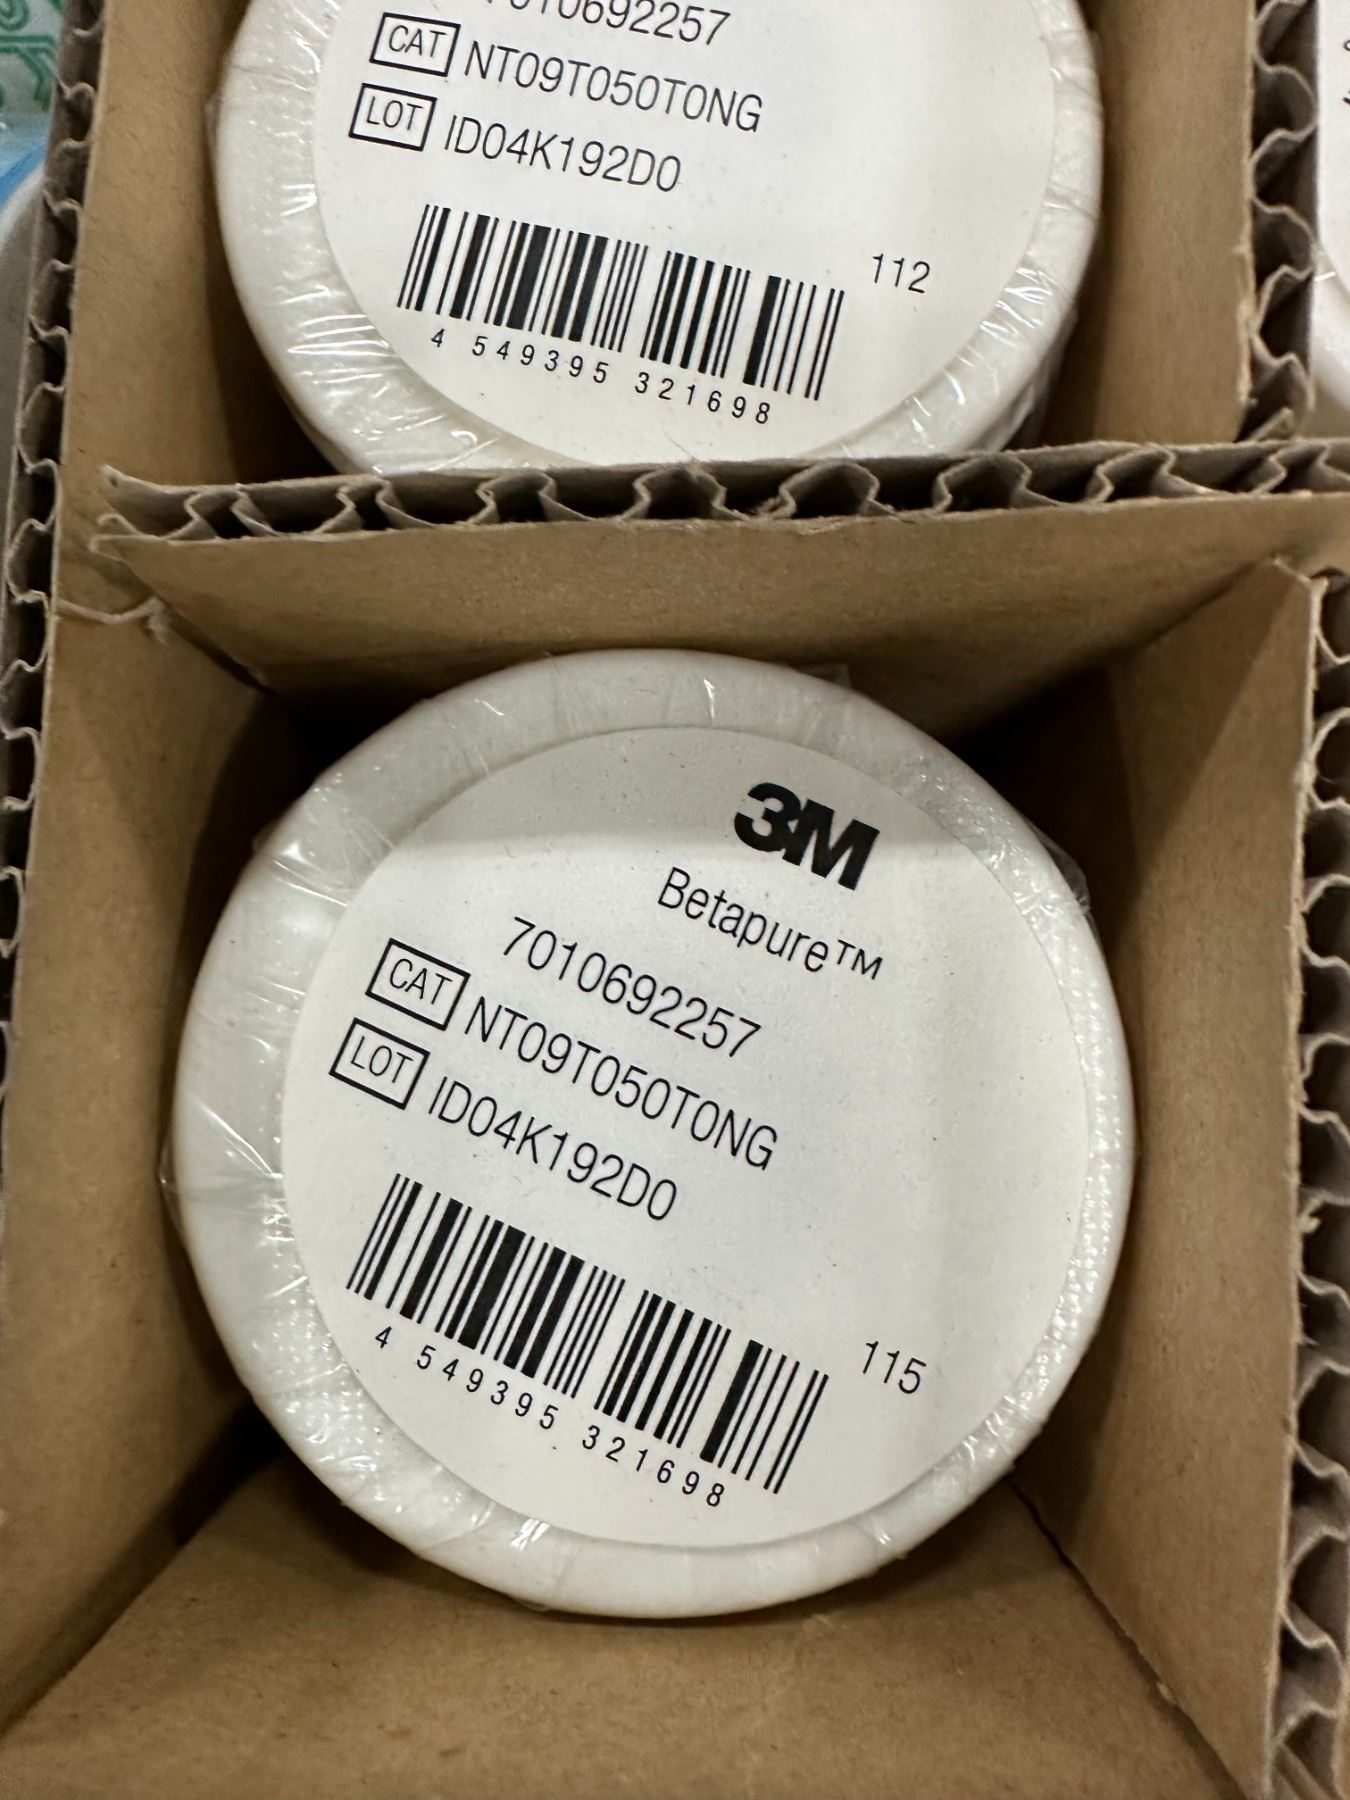 7010692257
CAT NT09T050T0NG
LOT ID04K192D0
112
4 549395 321698
3M
Betapure™
7010692257
CAT NT09T050T0NG
LOT ID04K192D0
115
4 549395 321698